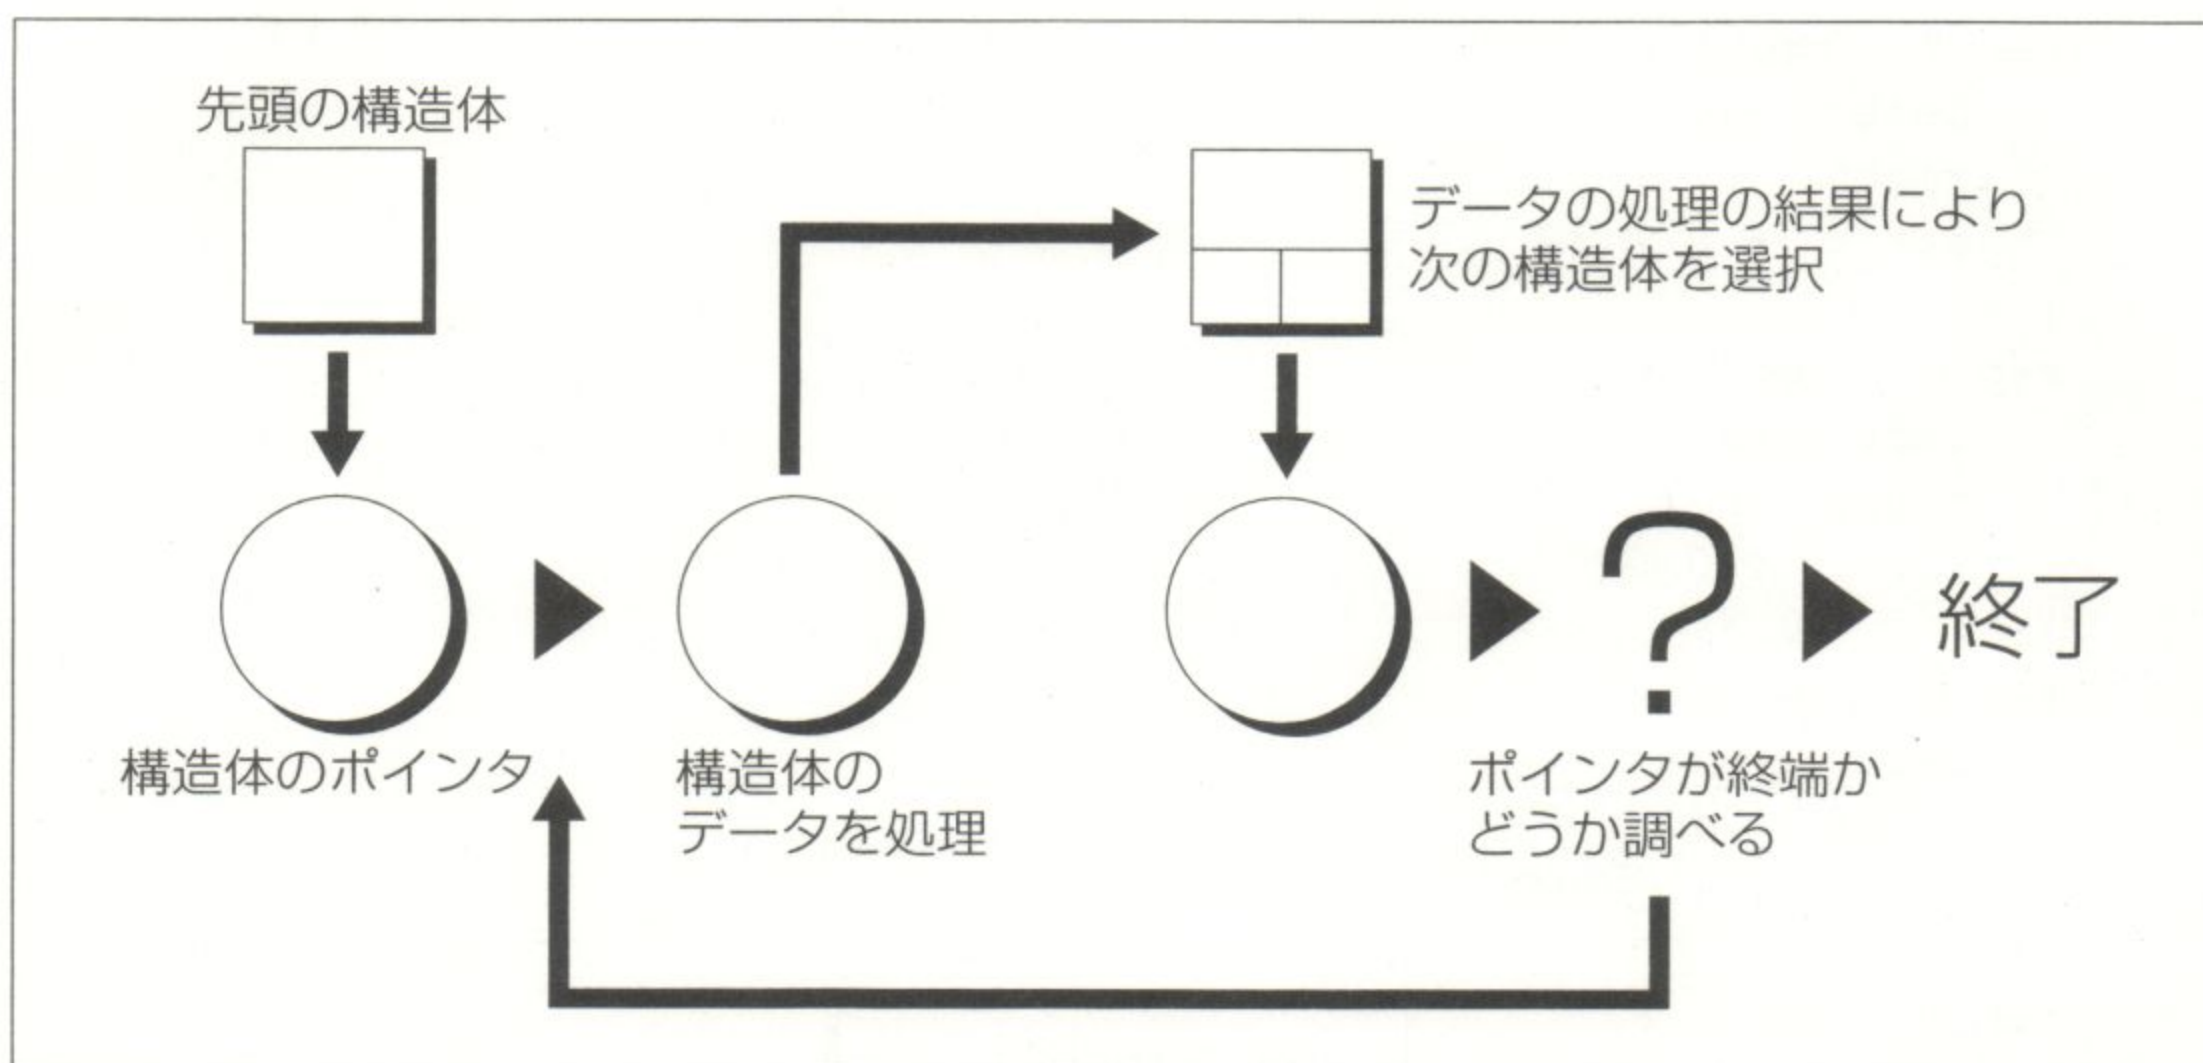 先頭の構造体
データの処理の結果により
次の構造体を選択
終了
構造体のポインタ
構造体の
データを処理
ポインタが終端か
どうか調べる